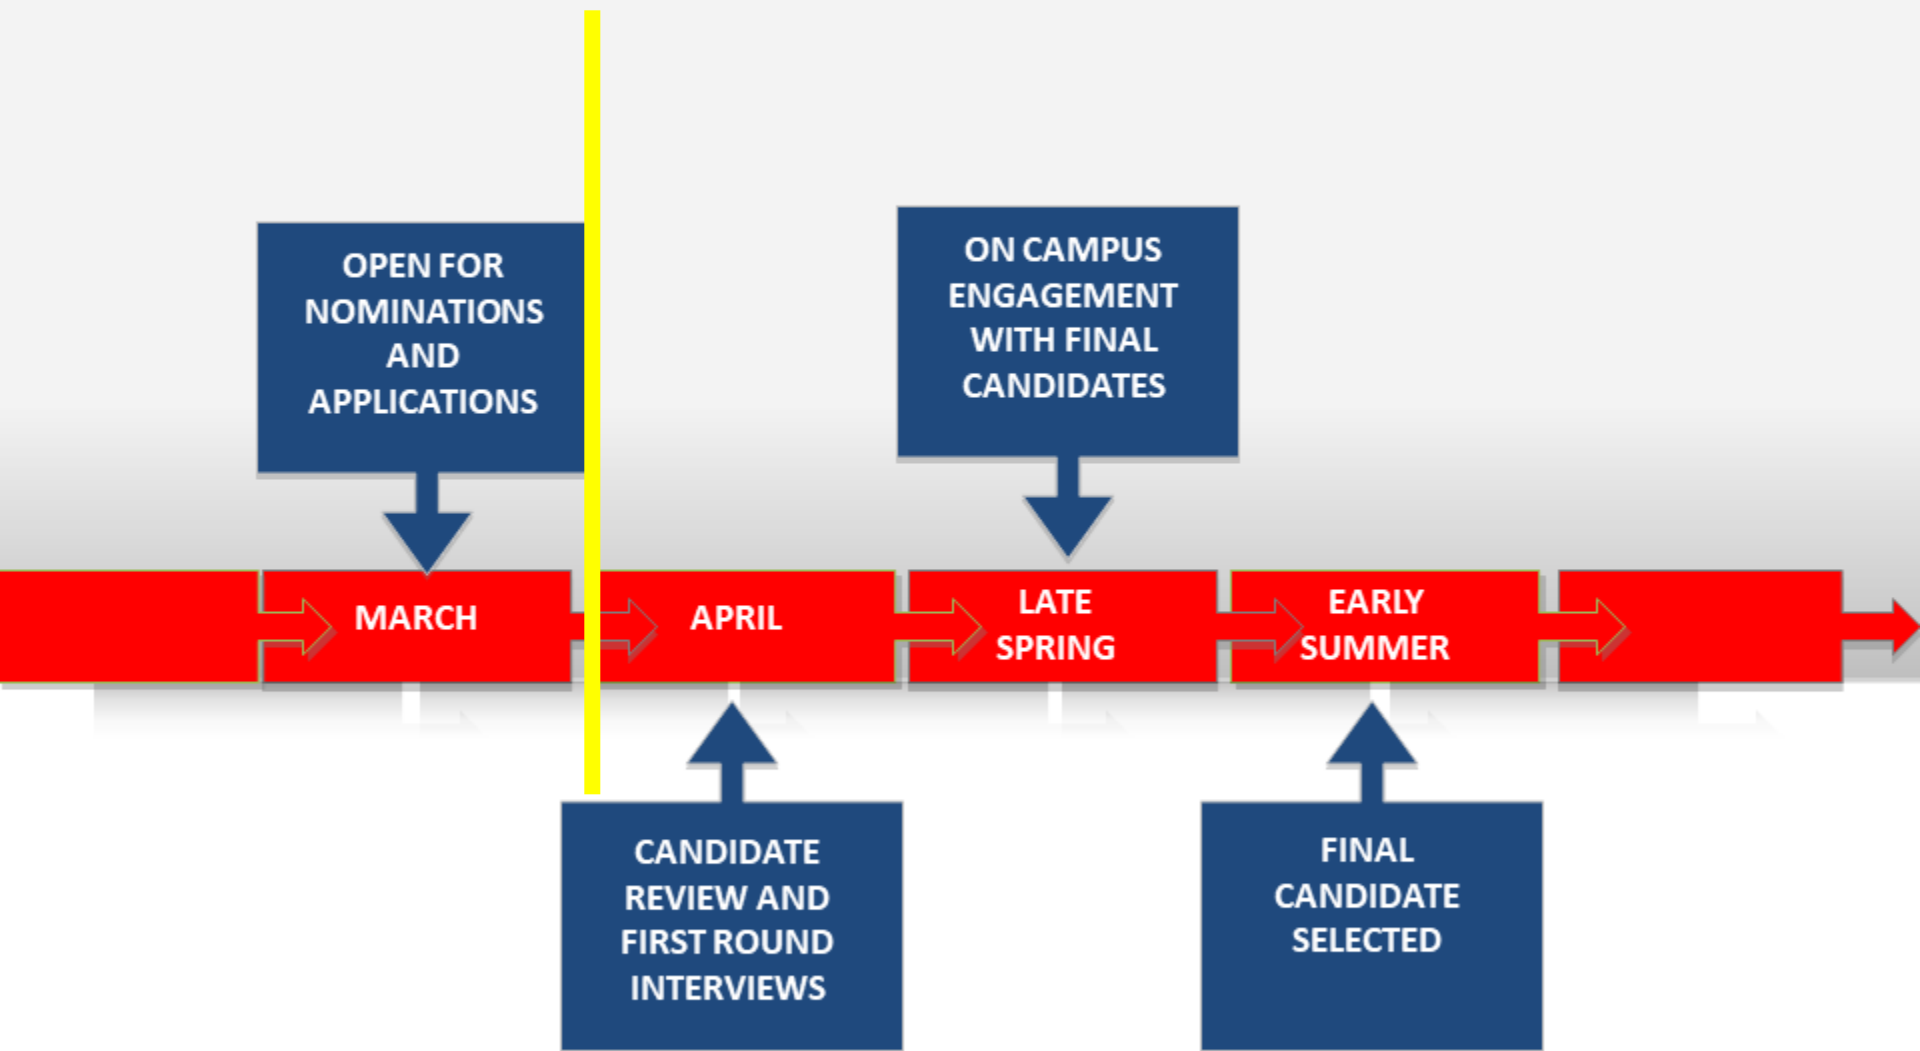 OPEN FOR
NOMINATIONS
AND
APPLICATIONS
ON CAMPUS
ENGAGEMENT
WITH FINAL
CANDIDATES
MARCH
APRIL
LATE
SPRING
EARLY
SUMMER
CANDIDATE
REVIEW AND
FIRST ROUND
INTERVIEWS
FINAL
CANDIDATE
SELECTED